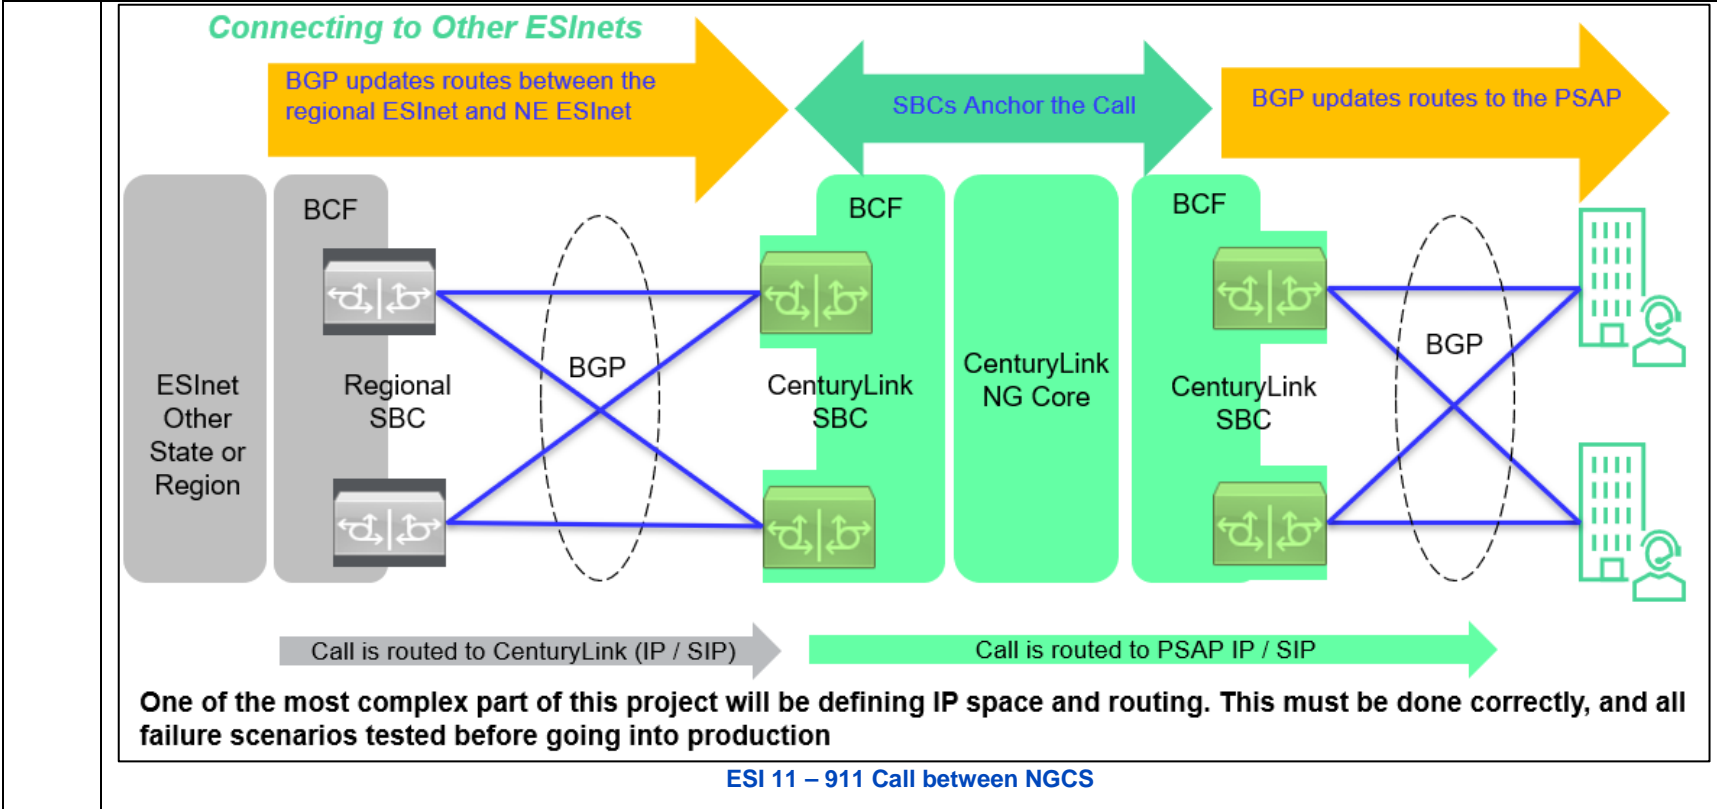 Connecting to Other ESInets
BGP updates routes between the
regional ESInet and NE ESInet
SBCs Anchor the Call
BGP updates routes to the PSAP
BCF
BCF
BCF
ESInet
Other
State or
Region
Regional
SBC
BGP
CenturyLink
SBC
CenturyLink
NG Core
CenturyLink
SBC
BGP
Call is routed to CenturyLink (IP / SIP)
Call is routed to PSAP IP / SIP
One of the most complex part of this project will be defining IP space and routing. This must be done correctly, and all
failure scenarios tested before going into production
ESI 11 – 911 Call between NGCS